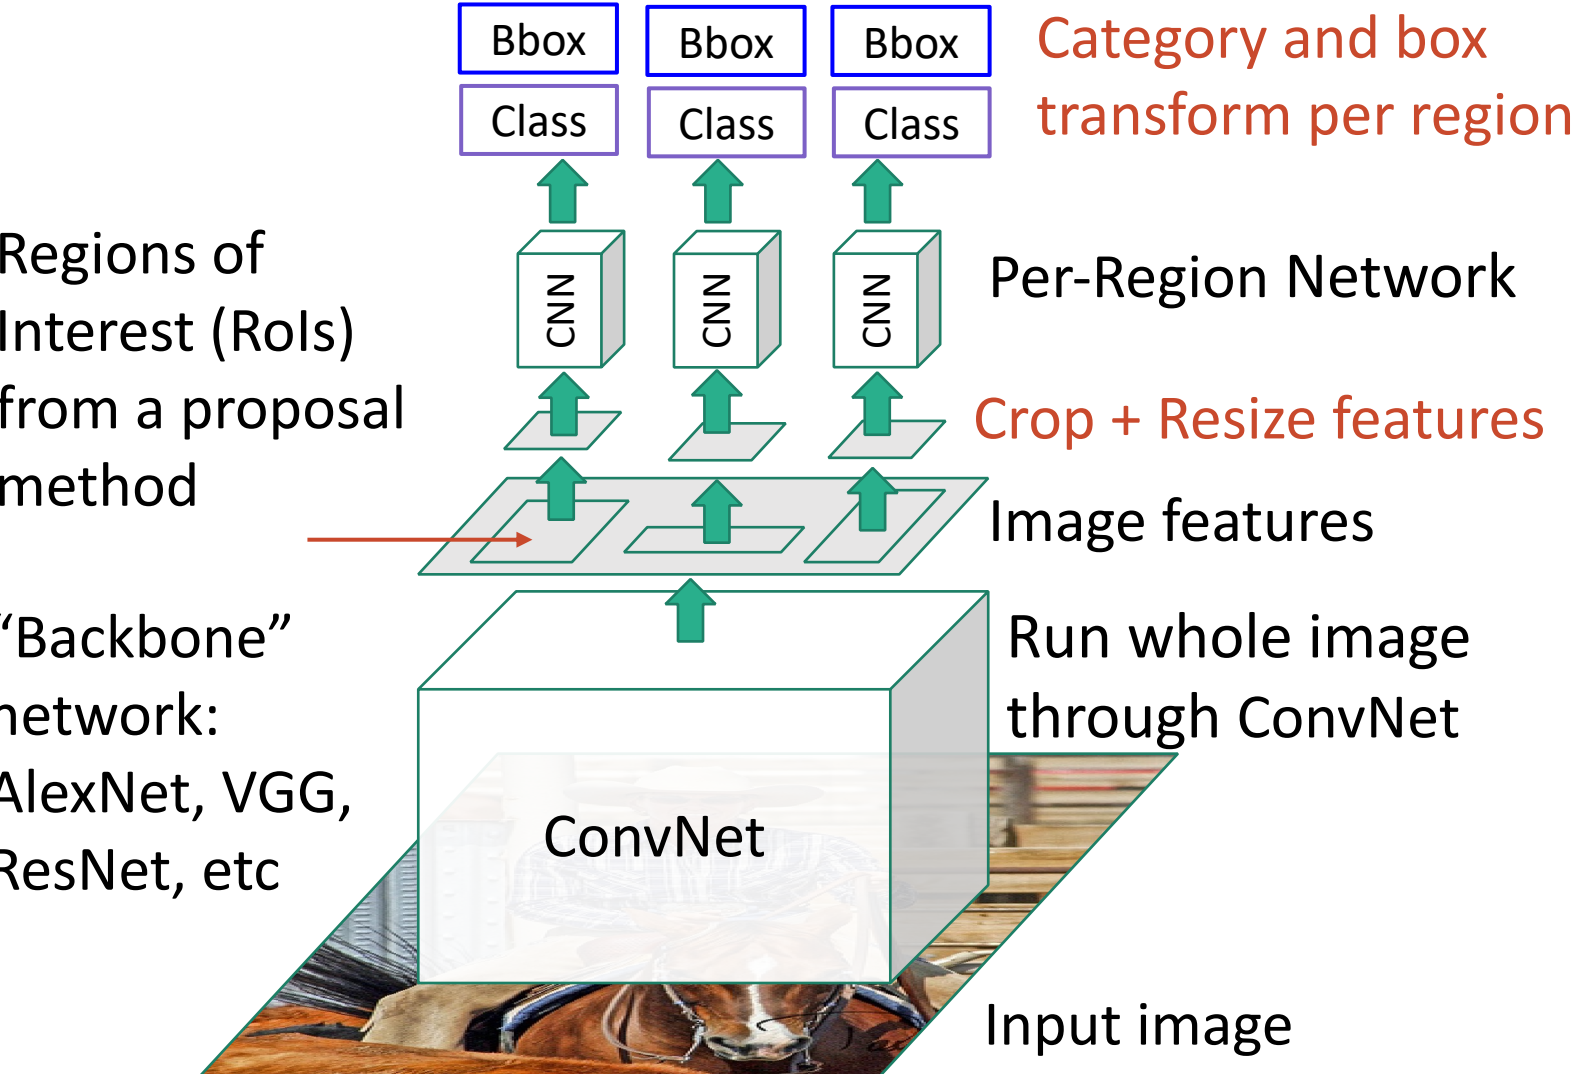 Bbox
Bbox
Bbox
Class
Class
Class
Category and box
transform per region
Regions of
Interest (RoIs)
from a proposal
method
CNN
CNN
CNN
Per-Region Network
Crop + Resize features
Image features
“Backbone”
network:
AlexNet, VGG,
ResNet, etc
Run whole image
through ConvNet
ConvNet
Input image